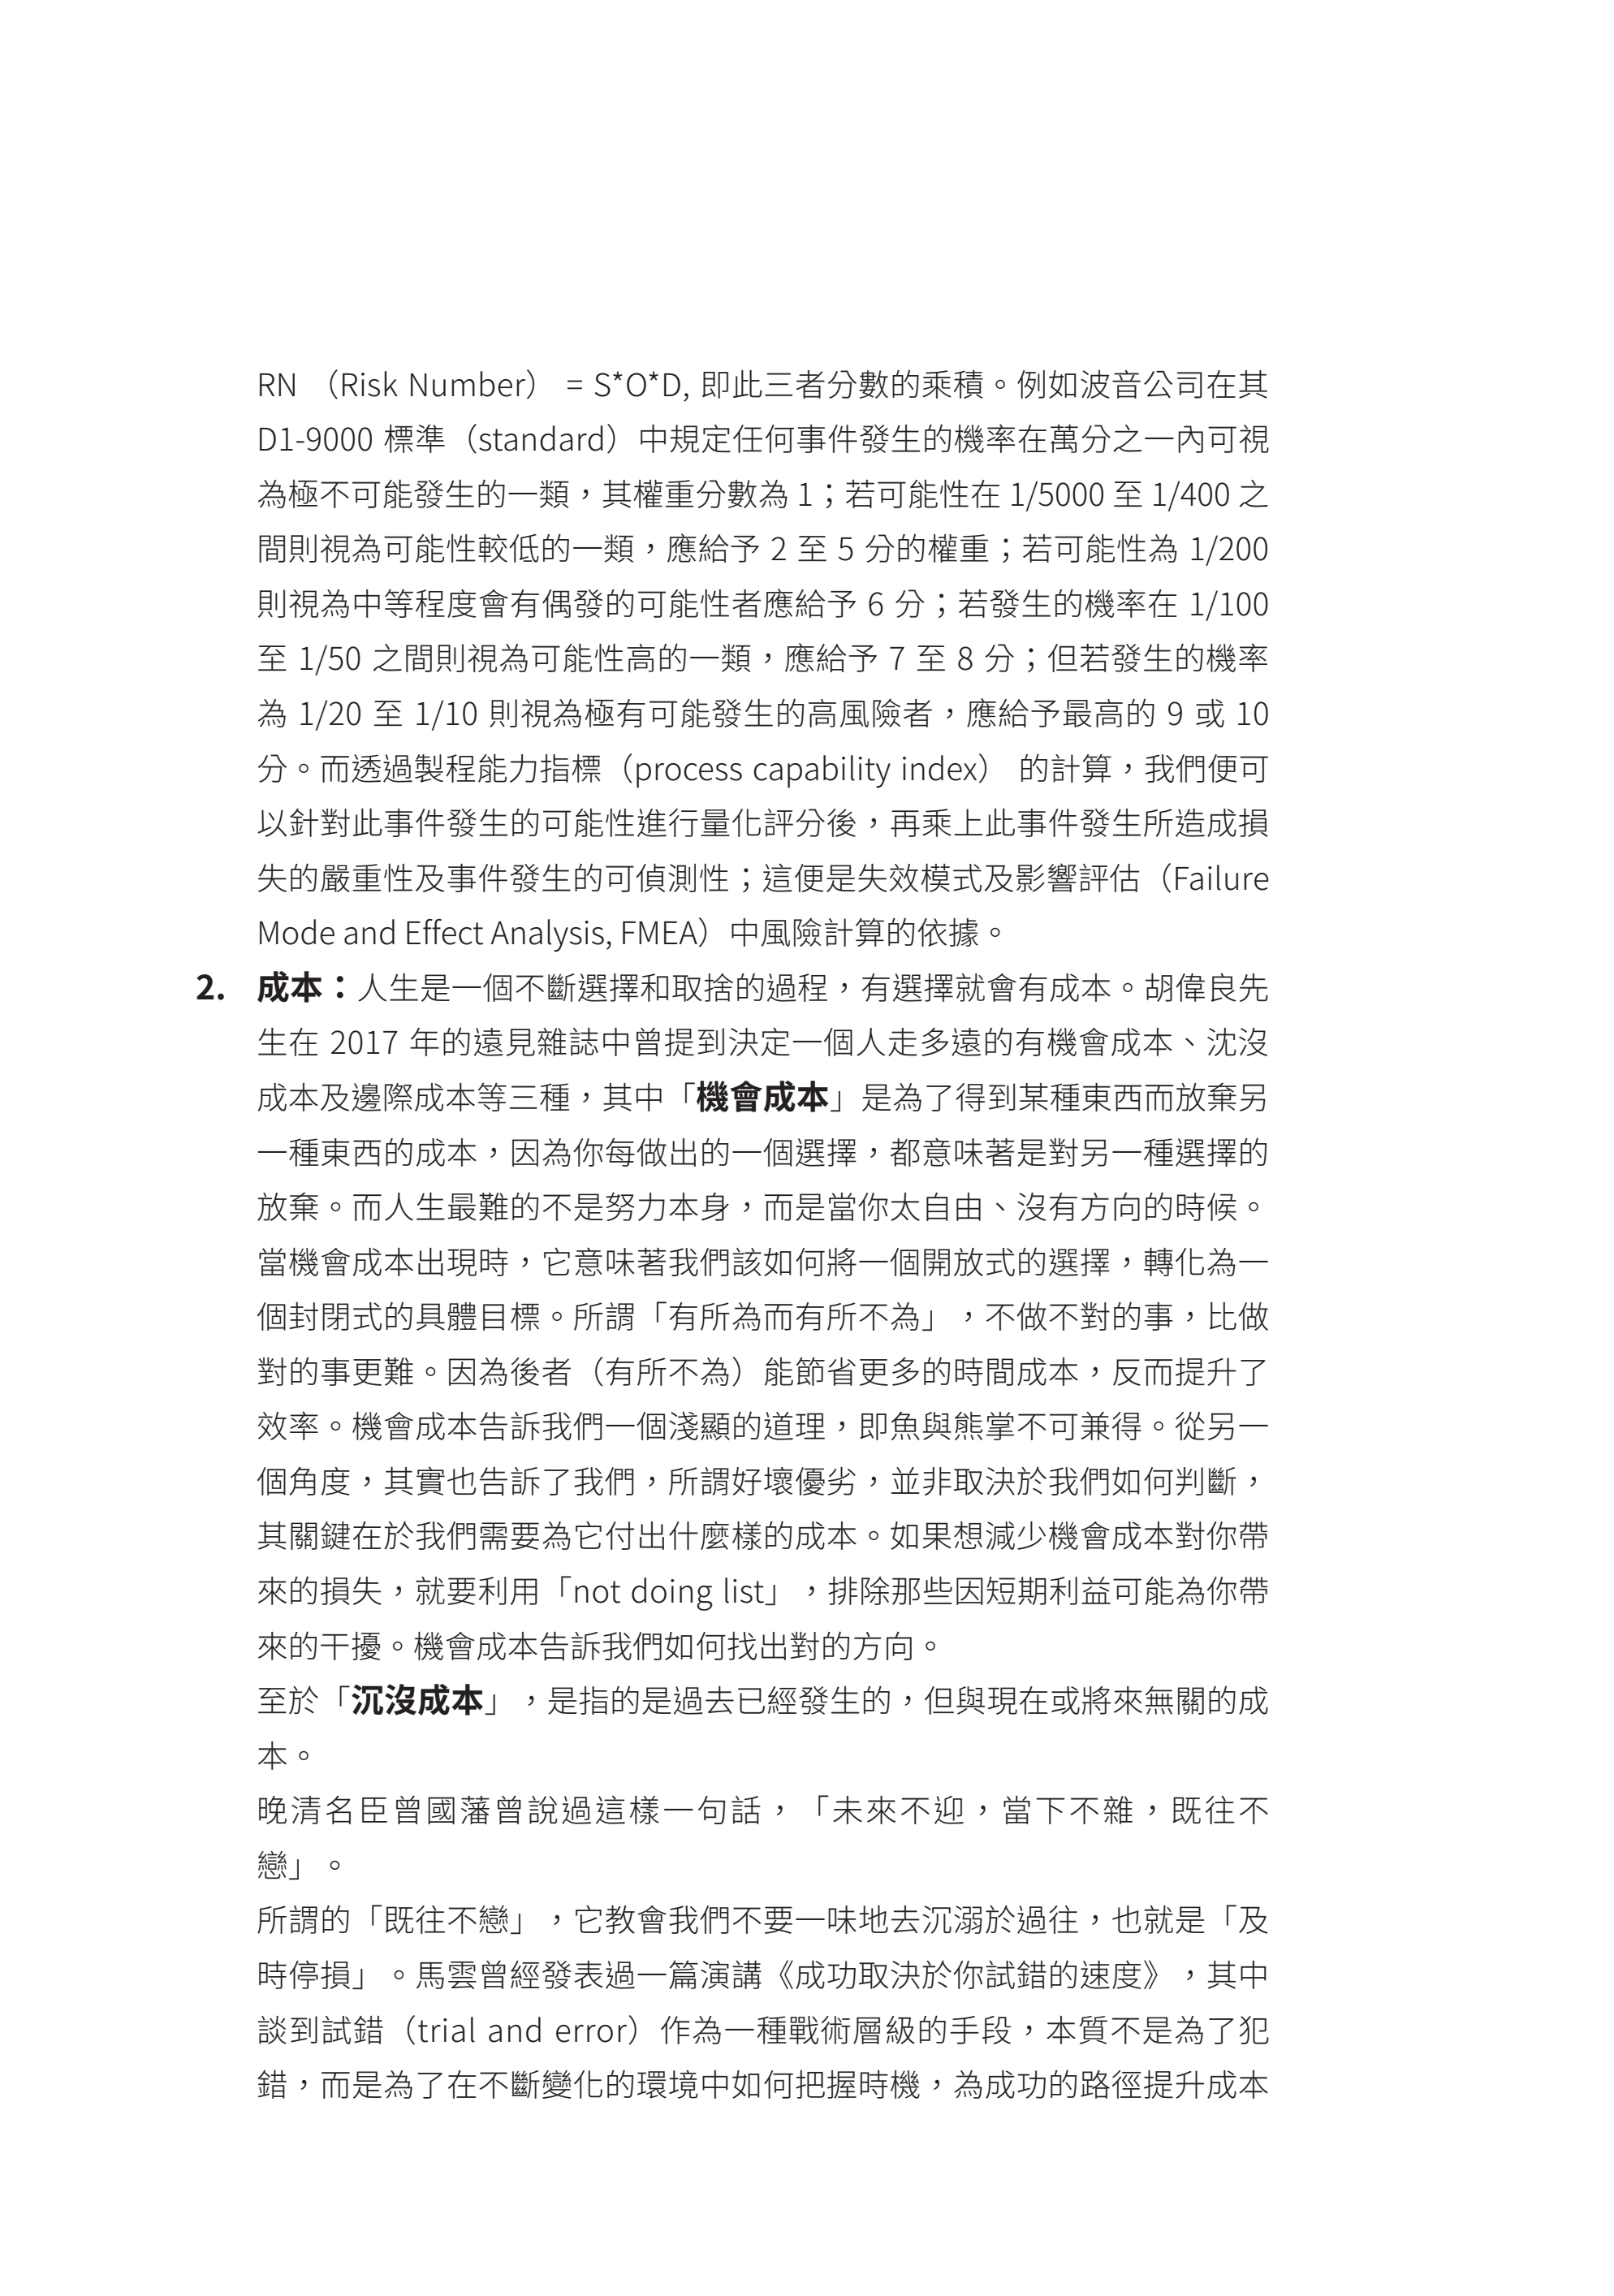 RN （Risk Number） = S*O*D, 即此三者分數的乘積。例如波音公司在其
D1-9000 標準（standard）中規定任何事件發生的機率在萬分之一內可視
為極不可能發生的一類，其權重分數為 1；若可能性在 1/5000 至 1/400 之
間則視為可能性較低的一類，應給予 2 至 5 分的權重；若可能性為 1/200
則視為中等程度會有偶發的可能性者應給予 6 分；若發生的機率在 1/100
至 1/50 之間則視為可能性高的一類，應給予 7 至 8 分；但若發生的機率
為 1/20 至 1/10 則視為極有可能發生的高風險者，應給予最高的 9 或 10
分。而透過製程能力指標（process capability index） 的計算，我們便可
以針對此事件發生的可能性進行量化評分後，再乘上此事件發生所造成損
失的嚴重性及事件發生的可偵測性；這便是失效模式及影響評估（Failure
Mode and Effect Analysis, FMEA）中風險計算的依據。
2. 成本：人生是一個不斷選擇和取捨的過程，有選擇就會有成本。胡偉良先
生在 2017 年的遠見雜誌中曾提到決定一個人走多遠的有機會成本、沈沒
成本及邊際成本等三種，其中「機會成本」是為了得到某種東西而放棄另
一種東西的成本，因為你每做出的一個選擇，都意味著是對另一種選擇的
放棄。而人生最難的不是努力本身，而是當你太自由、沒有方向的時候。
當機會成本出現時，它意味著我們該如何將一個開放式的選擇，轉化為一
個封閉式的具體目標。所謂「有所為而有所不為」，不做不對的事，比做
對的事更難。因為後者（有所不為）能節省更多的時間成本，反而提升了
效率。機會成本告訴我們一個淺顯的道理，即魚與熊掌不可兼得。從另一
個角度，其實也告訴了我們，所謂好壞優劣，並非取決於我們如何判斷，
其關鍵在於我們需要為它付出什麼樣的成本。如果想減少機會成本對你帶
來的損失，就要利用「not doing list」，排除那些因短期利益可能為你帶
來的干擾。機會成本告訴我們如何找出對的方向。
至於「沉沒成本」，是指的是過去已經發生的，但與現在或將來無關的成
本。
晚清名臣曾國藩曾說過這樣一句話，「未來不迎，當下不雜，既往不
戀」。
所謂的「既往不戀」，它教會我們不要一味地去沉溺於過往，也就是「及
時停損」。馬雲曾經發表過一篇演講《成功取決於你試錯的速度》，其中
談到試錯（trial and error）作為一種戰術層級的手段，本質不是為了犯
錯，而是為了在不斷變化的環境中如何把握時機，為成功的路徑提升成本